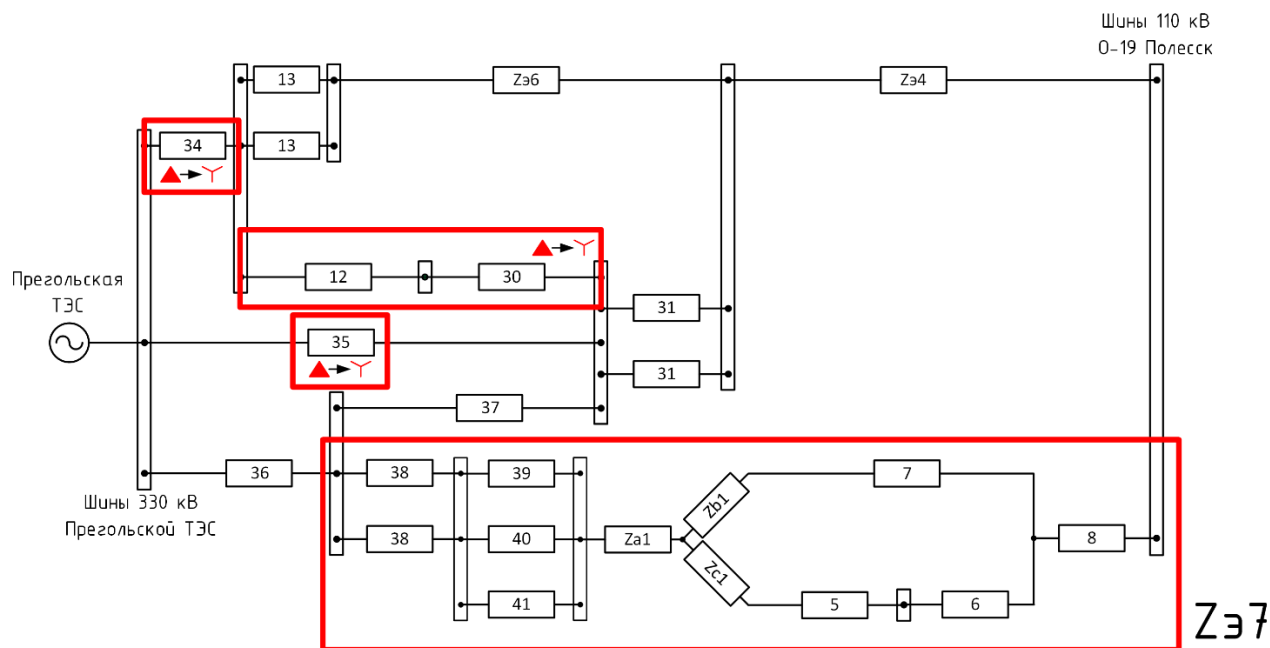 Шины 110 кВ
О-19 Полесск
13
Zэ6
Zэ4
34
13
12
30
Прегольская
ТЭС
31
35
31
37
36
38
39
7
Zb1
Шины 330 кВ
Прегольской ТЭС
38
40
Za1
8
Zc1
41
5
6
Zэ7